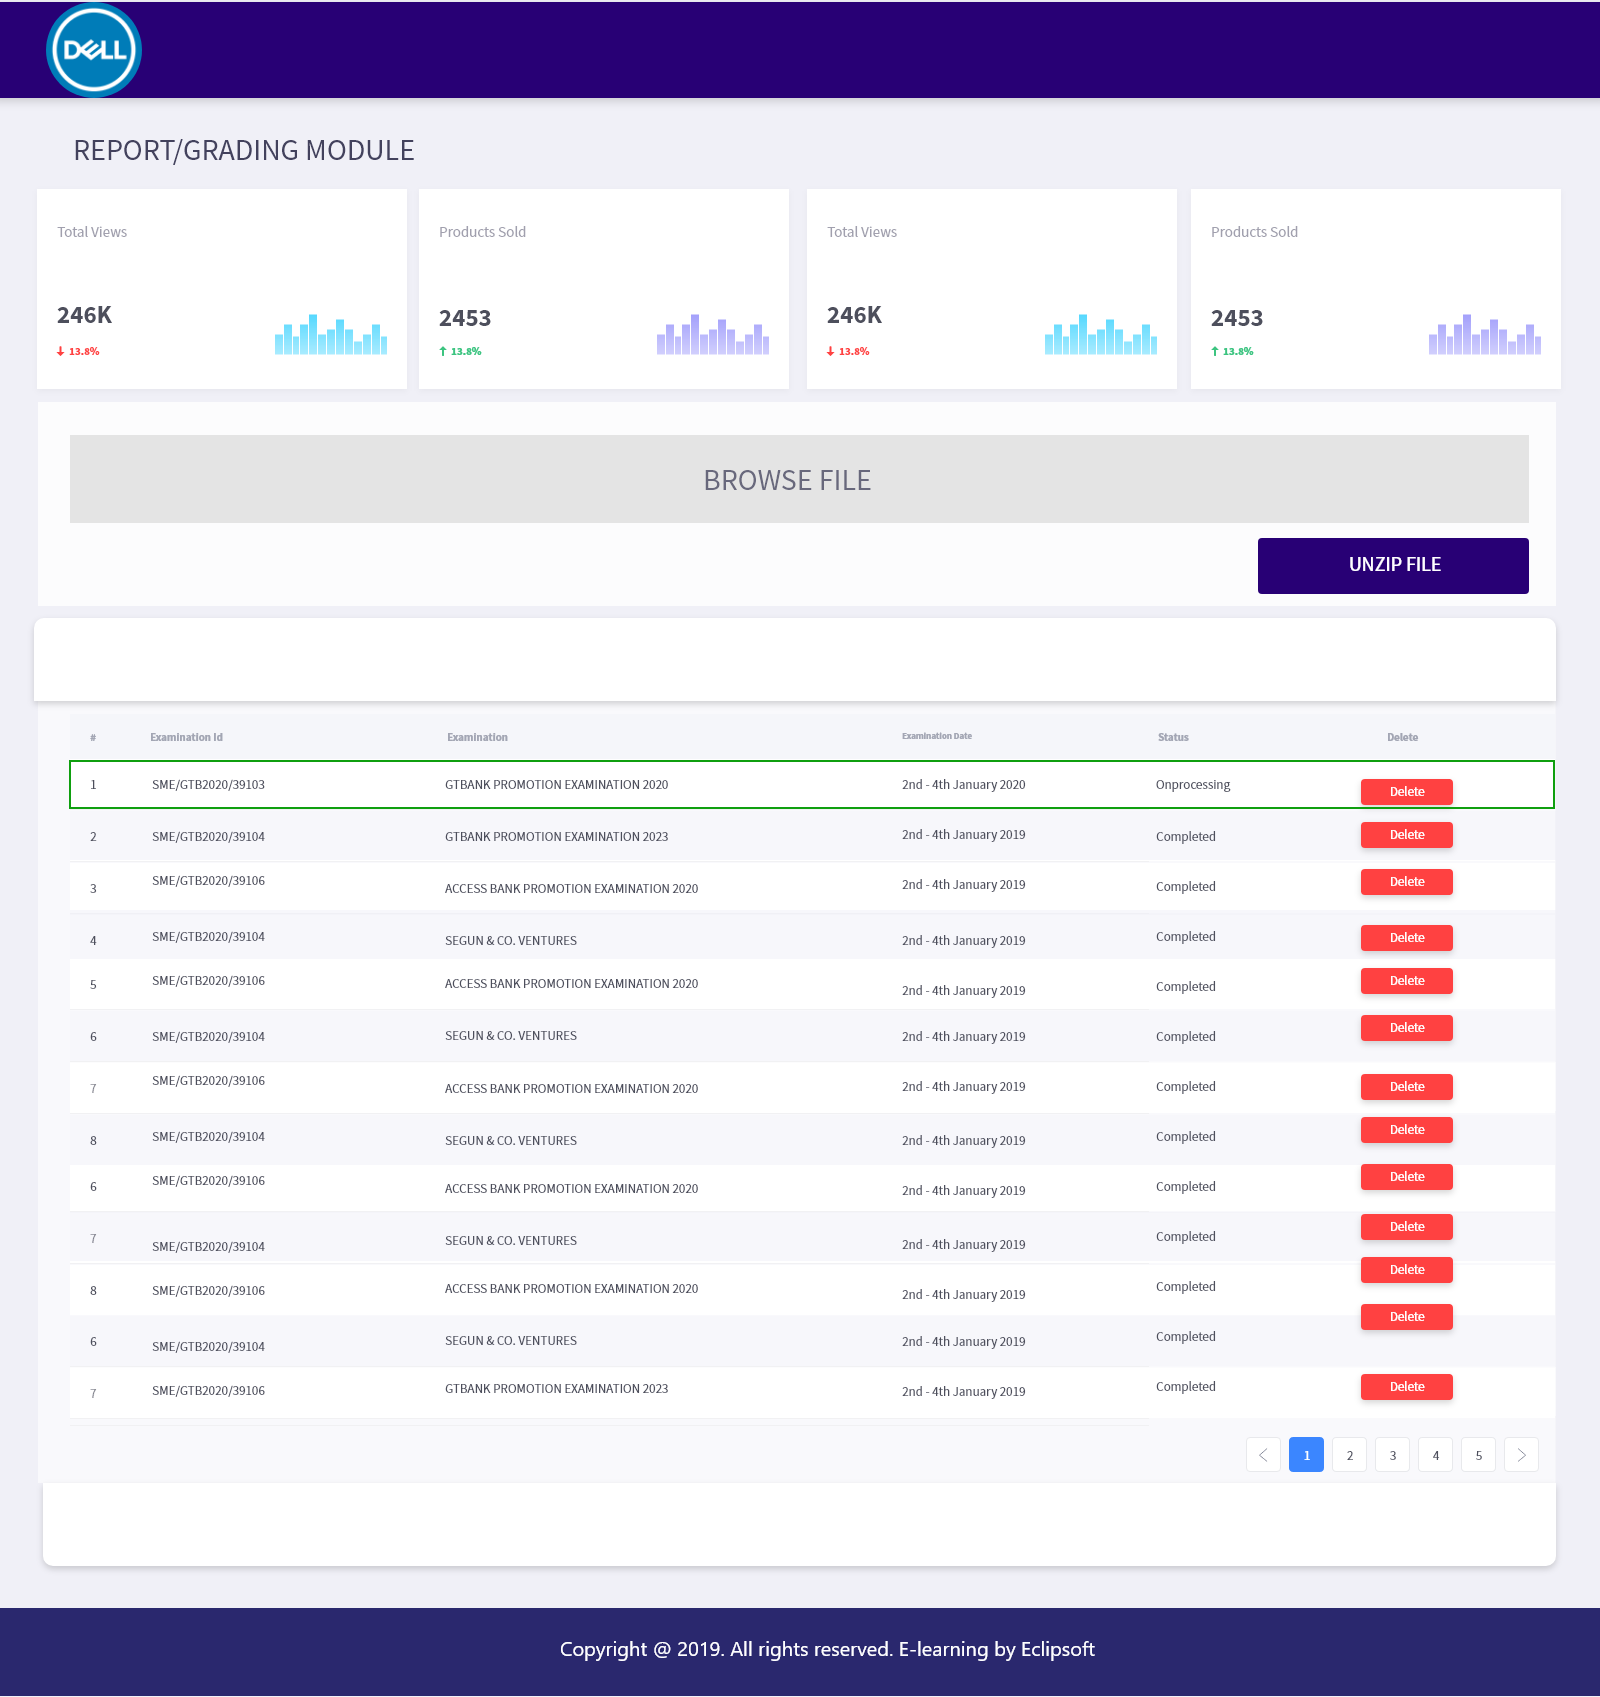 DELL
REPORT/GRADING MODULE
Total Views Products Sold Total Views Products Sold
246K 2453 246K 2453
↓ 13.8% ↑ 13.8% ↓ 13.8% ↑ 13.8%
BROWSE FILE
UNZIP FILE
# Examination Id Examination Examination Date Status Delete
1 SME/GTB2020/39103 GTBANK PROMOTION EXAMINATION 2020 2nd - 4th January 2020 Onprocessing Delete
2 SME/GTB2020/39104 GTBANK PROMOTION EXAMINATION 2023 2nd - 4th January 2019 Completed Delete
3 SME/GTB2020/39106 ACCESS BANK PROMOTION EXAMINATION 2020 2nd - 4th January 2019 Completed Delete
4 SME/GTB2020/39104 SEGUN & CO. VENTURES 2nd - 4th January 2019 Completed Delete
5 SME/GTB2020/39106 ACCESS BANK PROMOTION EXAMINATION 2020 2nd - 4th January 2019 Completed Delete
6 SME/GTB2020/39104 SEGUN & CO. VENTURES 2nd - 4th January 2019 Completed Delete
7 SME/GTB2020/39106 ACCESS BANK PROMOTION EXAMINATION 2020 2nd - 4th January 2019 Completed Delete
8 SME/GTB2020/39104 SEGUN & CO. VENTURES 2nd - 4th January 2019 Completed Delete
6 SME/GTB2020/39106 ACCESS BANK PROMOTION EXAMINATION 2020 2nd - 4th January 2019 Completed Delete
7 SME/GTB2020/39104 SEGUN & CO. VENTURES 2nd - 4th January 2019 Completed Delete
8 SME/GTB2020/39106 ACCESS BANK PROMOTION EXAMINATION 2020 2nd - 4th January 2019 Completed Delete
6 SME/GTB2020/39104 SEGUN & CO. VENTURES 2nd - 4th January 2019 Completed Delete
7 SME/GTB2020/39106 GTBANK PROMOTION EXAMINATION 2023 2nd - 4th January 2019 Completed Delete
1 2 3 4 5
Copyright @ 2019. All rights reserved. E-learning by Eclipsoft